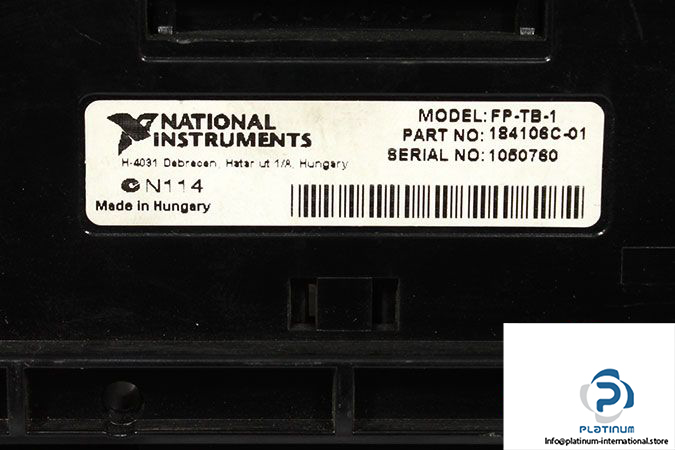 NATIONAL
INSTRUMENTS
H-4031 Debrecen, Hatar ut 1/A, Hungary
N114
Made in Hungary
MODEL: FP-TB-1
PART NO: 184106C-01
SERIAL NO: 1050760
PLATINUM
Info@platinum-international.store